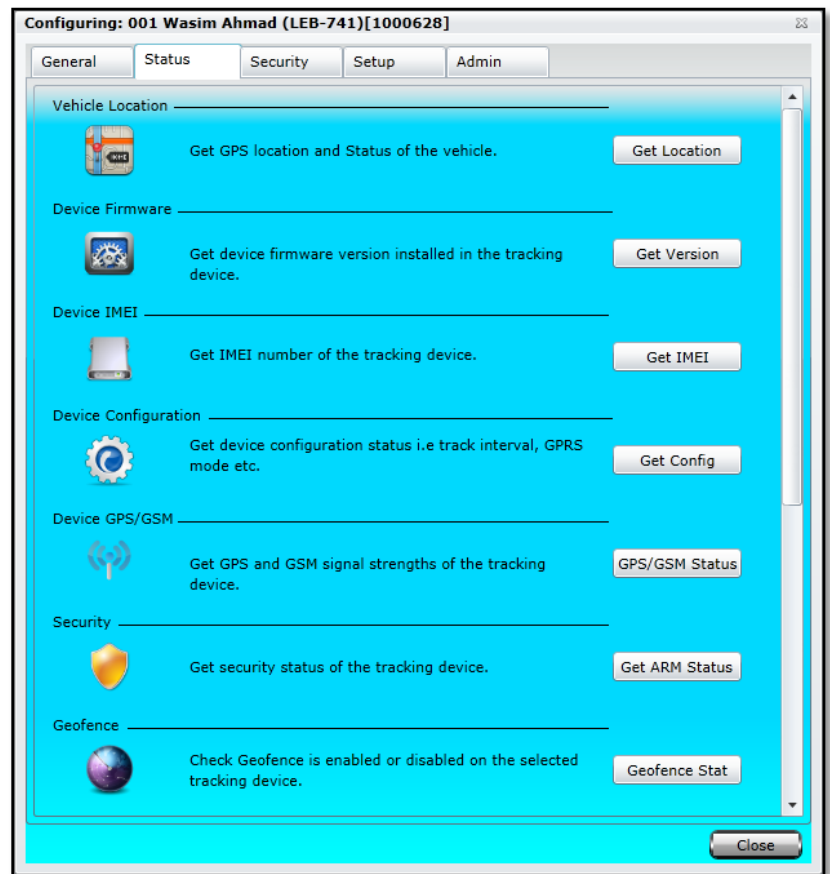 Configuring: 001 Wasim Ahmad (LEB-741)[1000628]
General Status Security Setup Admin
Vehicle Location
Get GPS location and Status of the vehicle.
Get Location
Device Firmware
Get device firmware version installed in the tracking
device.
Get Version
Device IMEI
Get IMEI number of the tracking device.
Get IMEI
Device Configuration
Get device configuration status i.e track interval, GPRS
mode etc.
Get Config
Device GPS/GSM
Get GPS and GSM signal strengths of the tracking
device.
GPS/GSM Status
Security
Get security status of the tracking device.
Get ARM Status
Geofence
Check Geofence is enabled or disabled on the selected
tracking device.
Geofence Stat
Close